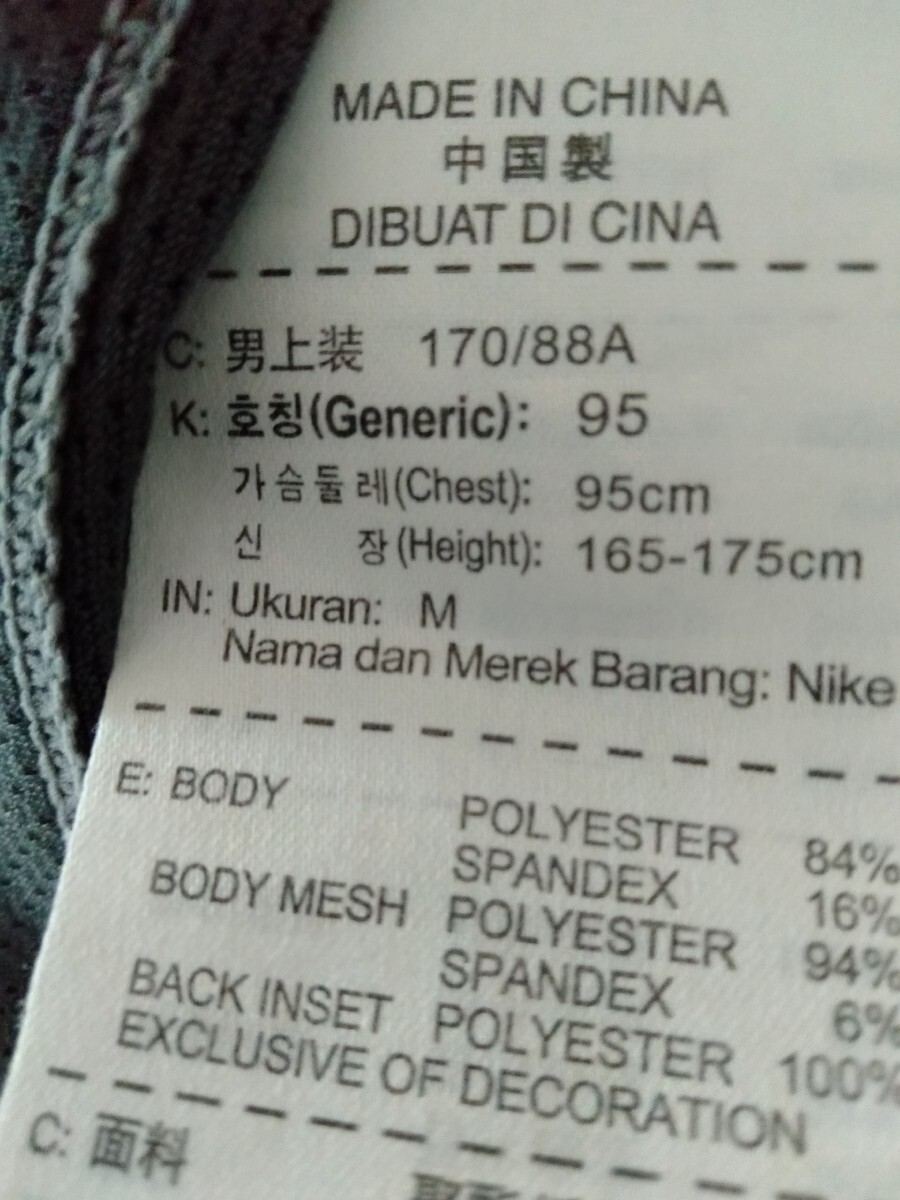 MADE IN CHINA
中国製
DIBUAT DI CINA
C: 男上装 170/88A
K: 호칭(Generic): 95
가슴둘레(Chest): 95cm
신 장(Height): 165-175cm
IN: Ukuran: M
Nama dan Merek Barang: Nike
E: BODY POLYESTER 84%
SPANDEX 16%
BODY MESH POLYESTER 94%
SPANDEX 6%
BACK INSET POLYESTER 100%
EXCLUSIVE OF DECORATION
C: 面料